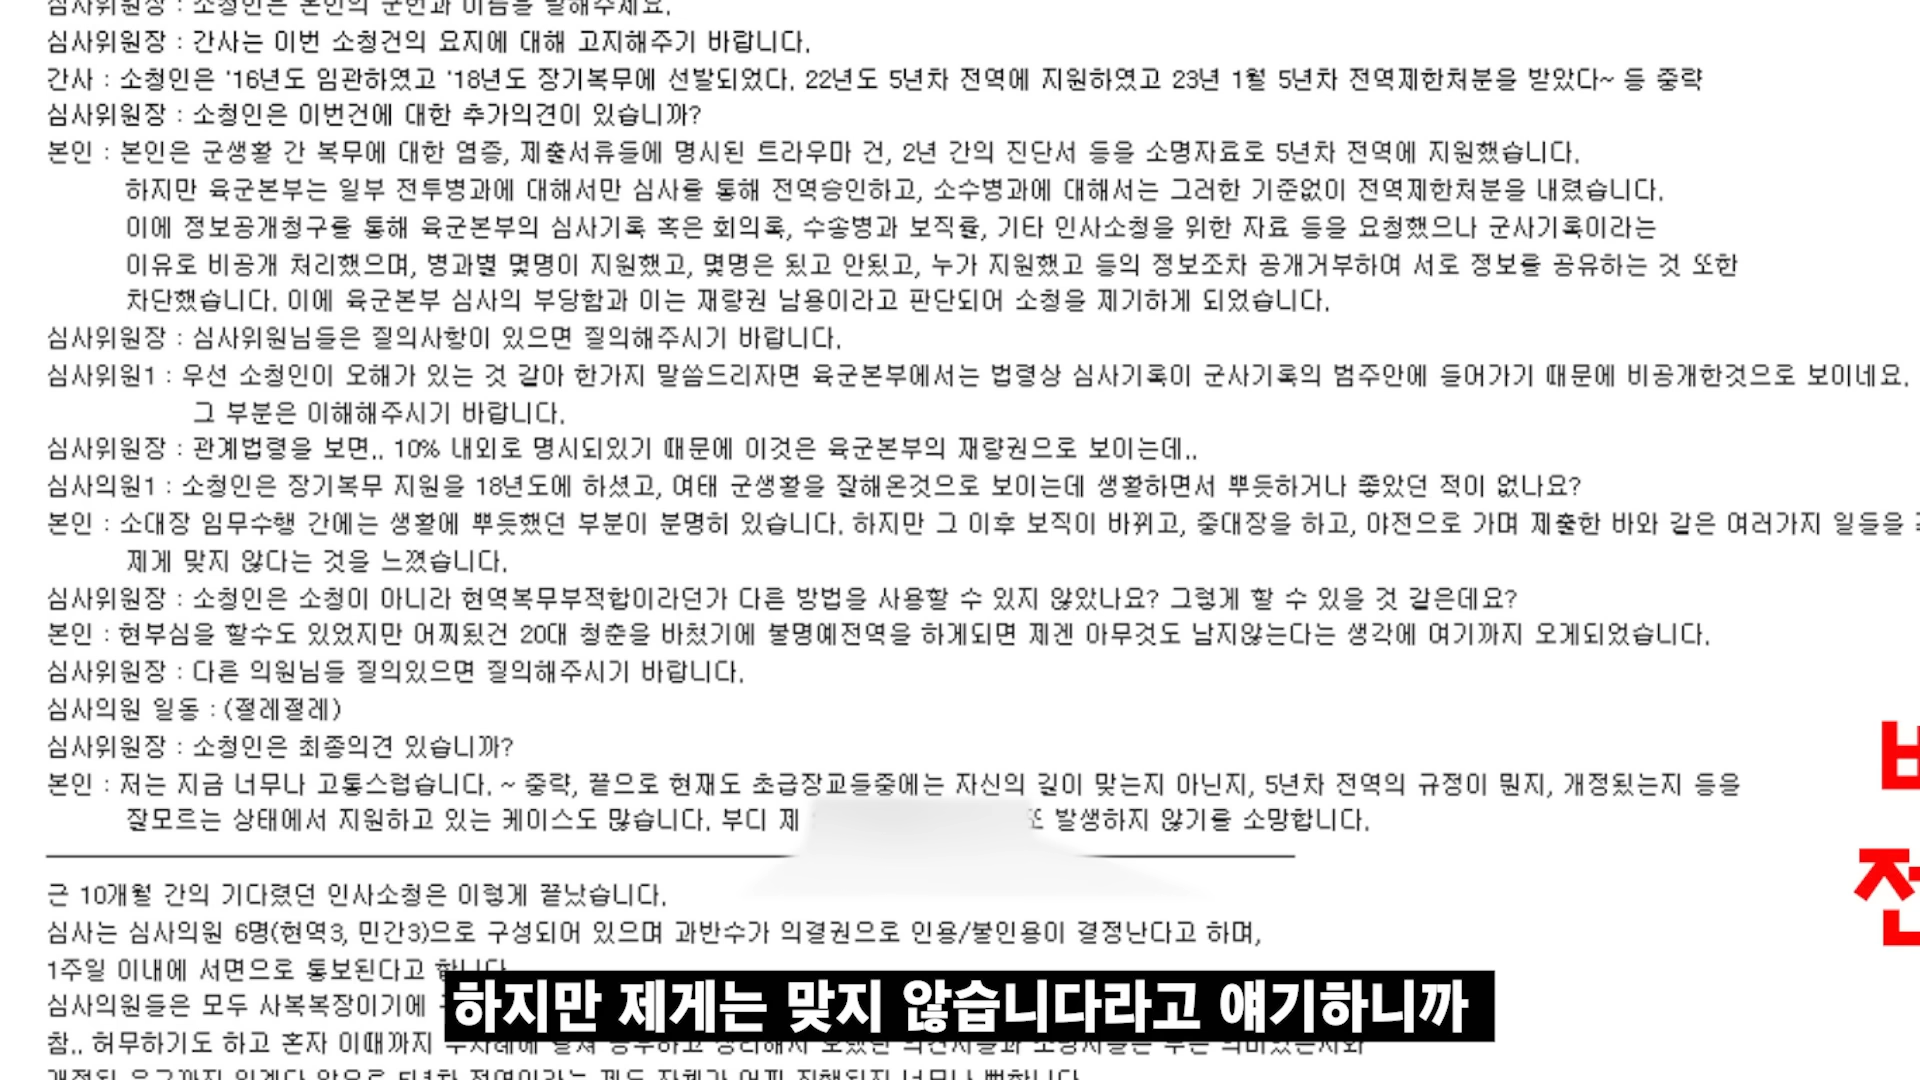 심사위원장 : 소청인은 본인의 군번과 이름을 말해주세요.
심사위원장 : 간사는 이번 소청건의 요지에 대해 고지해주기 바랍니다.
간사 : 소청인은 '16년도 임관하였고 '18년도 장기복무에 선발되었다. 22년도 5년차 전역에 지원하였고 23년 1월 5년차 전역제한처분을 받았다~ 등 중략
심사위원장 : 소청인은 이번건에 대한 추가의견이 있습니까?
본인 : 본인은 군생활 간 복무에 대한 염증, 제출서류들에 명시된 트라우마 건, 2년 간의 진단서 등을 소명자료로 5년차 전역에 지원했습니다.
하지만 육군본부는 일부 전투병과에 대해서만 심사를 통해 전역승인하고, 소수병과에 대해서는 그러한 기준없이 전역제한처분을 내렸습니다.
이에 정보공개청구를 통해 육군본부의 심사기록 혹은 회의록, 수송병과 보직률, 기타 인사소청을 위한 자료 등을 요청했으나 군사기록이라는
이유로 비공개 처리했으며, 병과별 몇명이 지원했고, 몇명은 됬고 안됬고, 누가 지원했고 등의 정보조차 공개거부하여 서로 정보를 공유하는 것 또한
차단했습니다. 이에 육군본부 심사의 부당함과 이는 재량권 남용이라고 판단되어 소청을 제기하게 되었습니다.
심사위원장 : 심사위원님들은 질의사항이 있으면 질의해주시기 바랍니다.
심사위원1 : 우선 소청인이 오해가 있는 것 같아 한가지 말씀드리자면 육군본부에서는 법령상 심사기록이 군사기록의 범주안에 들어가기 때문에 비공개한것으로 보이네요.
그 부분은 이해해주시기 바랍니다.
심사위원장 : 관계법령을 보면.. 10% 내외로 명시되있기 때문에 이것은 육군본부의 재량권으로 보이는데..
심사의원1 : 소청인은 장기복무 지원을 18년도에 하셨고, 여태 군생활을 잘해온것으로 보이는데 생활하면서 뿌듯하거나 좋았던 적이 없나요?
본인 : 소대장 임무수행 간에는 생활에 뿌듯했던 부분이 분명히 있습니다. 하지만 그 이후 보직이 바뀌고, 중대장을 하고, 야전으로 가며 제출한 바와 같은 여러가지 일들을
제게 맞지 않다는 것을 느꼈습니다.
심사위원장 : 소청인은 소청이 아니라 현역복무부적합이라던가 다른 방법을 사용할 수 있지 않았나요? 그렇게 할 수 있을 것 같은데요?
본인 : 현부심을 할수도 있었지만 어찌됬건 20대 청춘을 바쳤기에 불명예전역을 하게되면 제겐 아무것도 남지않는다는 생각에 여기까지 오게되었습니다.
심사위원장 : 다른 의원님들 질의있으면 질의해주시기 바랍니다.
심사의원 일동 : (절레절레)
심사위원장 : 소청인은 최종의견 있습니까?
본인 : 저는 지금 너무나 고통스럽습니다. ~ 중략, 끝으로 현재도 초급장교들중에는 자신의 길이 맞는지 아닌지, 5년차 전역의 규정이 뭔지, 개정됬는지 등을
잘모르는 상태에서 지원하고 있는 케이스도 많습니다. 부디 제 또 발생하지 않기를 소망합니다.
근 10개월 간의 기다렸던 인사소청은 이렇게 끝났습니다.
심사는 심사의원 6명(현역3, 민간3)으로 구성되어 있으며 과반수가 의결권으로 인용/불인용이 결정난다고 하며,
1주일 이내에 서면으로 통보된다고 합니다
심사의원들은 모두 사복복장이기에
참.. 허무하기도 하고 혼자 이때까지
하지만 제게는 맞지 않습니다라고 얘기하니까